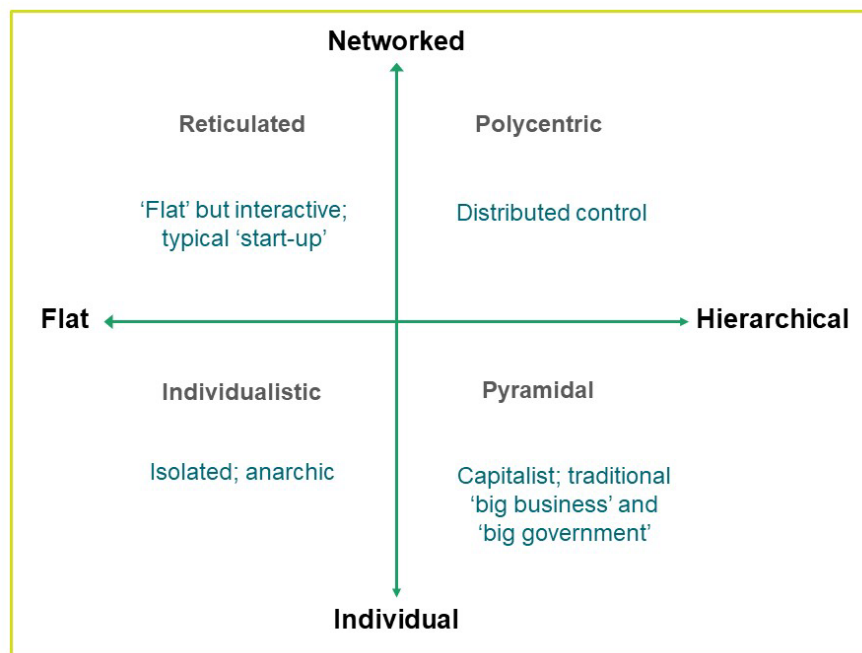 Networked
Reticulated
Polycentric
‘Flat’ but interactive;
typical ‘start-up’
Distributed control
Flat
Hierarchical
Individualistic
Pyramidal
Isolated; anarchic
Capitalist; traditional
‘big business’ and
‘big government’
Individual